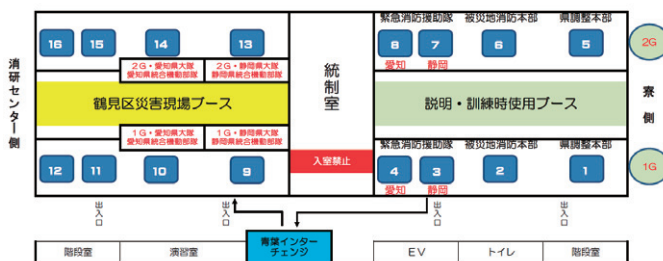 緊急消防援助隊
被災地消防本部
県調整本部
16
15
14
13
8
7
6
5
2G
愛知
静岡
2G・愛知県大隊
愛知県統合機動部隊
2G・静岡県大隊
静岡県統合機動部隊
消研センター側
鶴見区災害現場ブース
統制室
説明・訓練時使用ブース
寮側
1G・愛知県大隊
愛知県統合機動部隊
1G・静岡県大隊
静岡県統合機動部隊
入室禁止
緊急消防援助隊
被災地消防本部
県調整本部
12
11
10
9
4
3
2
1
1G
愛知
静岡
出入口
出入口
出入口
出入口
階段室
演習室
青葉インター
チェンジ
EV
トイレ
階段室